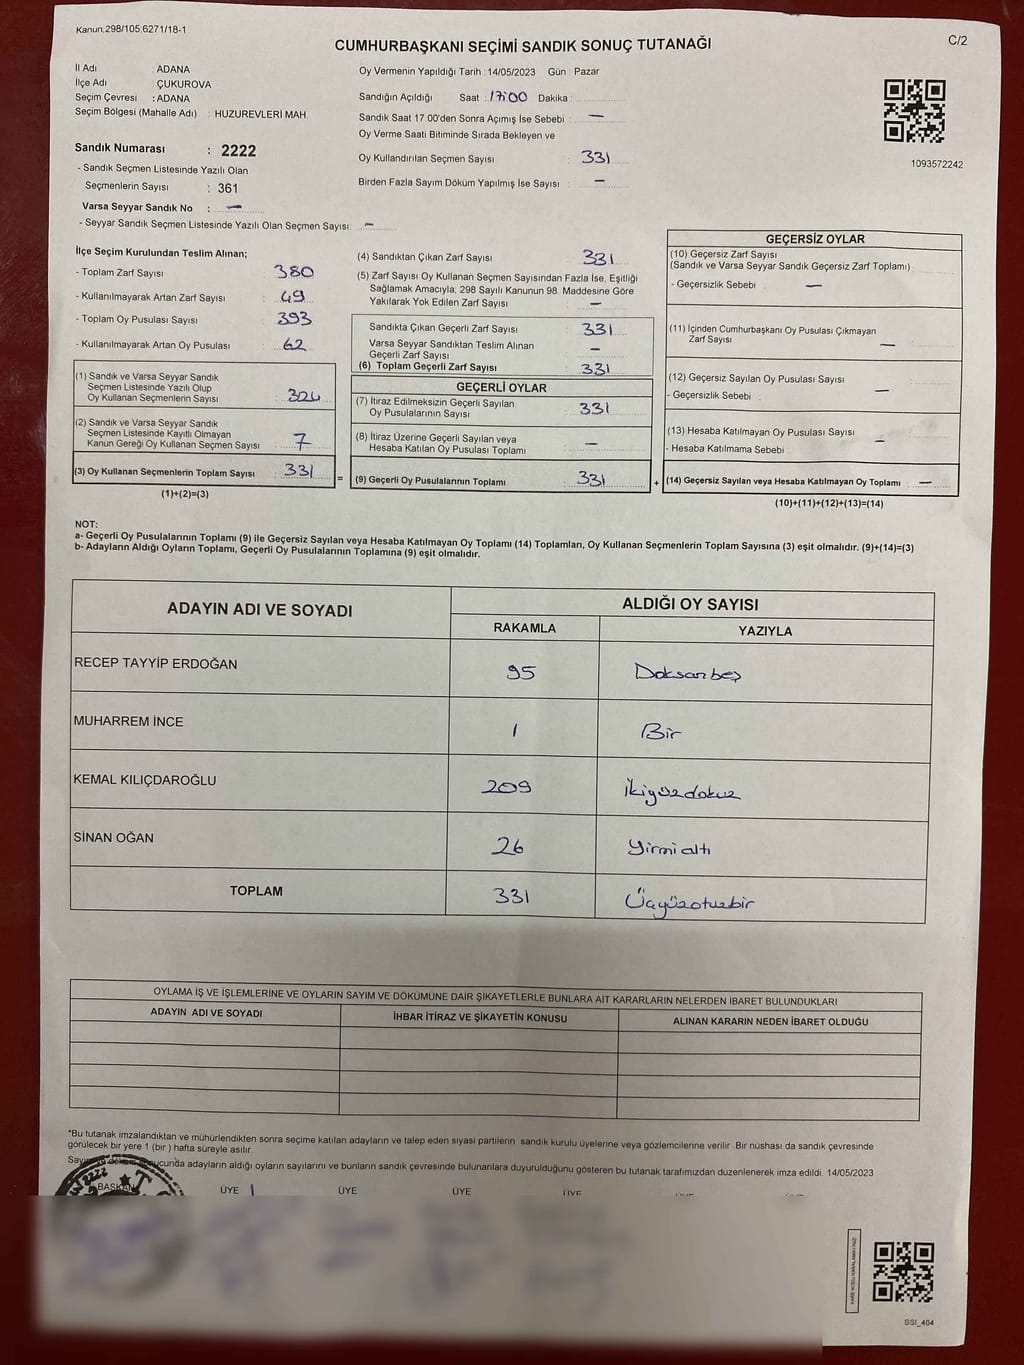 Kanun.298/105,6271/18-1
C/2
CUMHURBAŞKANI SEÇİMİ SANDIK SONUÇ TUTANAĞI
İl Adı : ADANA
İlçe Adı : ÇUKUROVA
Seçim Çevresi : ADANA
Seçim Bölgesi (Mahalle Adı) : HUZUREVLERİ MAH.
Sandık Numarası : 2222
- Sandık Seçmen Listesinde Yazılı Olan
Seçmenlerin Sayısı : 361
Varsa Seyyar Sandık No : —
- Seyyar Sandık Seçmen Listesinde Yazılı Olan Seçmen Sayısı: —
Oy Vermenin Yapıldığı Tarih : 14/05/2023 Gün : Pazar
Sandığın Açıldığı Saat : 17:00 Dakika :
Sandık Saat 17.00'den Sonra Açımış İse Sebebi : —
Oy Verme Saati Bitiminde Sırada Bekleyen ve
Oy Kullandırılan Seçmen Sayısı : 331
Birden Fazla Sayım Döküm Yapılmış İse Sayısı : —
1093572242
İlçe Seçim Kurulundan Teslim Alınan;
- Toplam Zarf Sayısı : 380
- Kullanılmayarak Artan Zarf Sayısı : 49
- Toplam Oy Pusulası Sayısı : 393
- Kullanılmayarak Artan Oy Pusulası : 62
(1) Sandık ve Varsa Seyyar Sandık
Seçmen Listesinde Yazılı Olup
Oy Kullanan Seçmenlerin Sayısı : 324
(2) Sandık ve Varsa Seyyar Sandık
Seçmen Listesinde Kayıtlı Olmayan
Kanun Gereği Oy Kullanan Seçmen Sayısı : 7
(3) Oy Kullanan Seçmenlerin Toplam Sayısı : 331
(1)+(2)=(3)
(4) Sandıktan Çıkan Zarf Sayısı : 331
(5) Zarf Sayısı Oy Kullanan Seçmen Sayısından Fazla İse, Eşitliği
Sağlamak Amacıyla; 298 Sayılı Kanunun 98. Maddesine Göre
Yakılarak Yok Edilen Zarf Sayısı : —
Sandıkta Çıkan Geçerli Zarf Sayısı : 331
Varsa Seyyar Sandıktan Teslim Alınan
Geçerli Zarf Sayısı : —
(6) Toplam Geçerli Zarf Sayısı : 331
GEÇERLİ OYLAR
(7) İtiraz Edilmeksizin Geçerli Sayılan
Oy Pusulalarının Sayısı : 331
(8) İtiraz Üzerine Geçerli Sayılan veya
Hesaba Katılan Oy Pusulası Toplamı : —
= (9) Geçerli Oy Pusulalarının Toplamı : 331 +
GEÇERSİZ OYLAR
(10) Geçersiz Zarf Sayısı
(Sandık ve Varsa Seyyar Sandık Geçersiz Zarf Toplamı)
- Geçersizlik Sebebi : —
(11) İçinden Cumhurbaşkanı Oy Pusulası Çıkmayan
Zarf Sayısı : —
(12) Geçersiz Sayılan Oy Pusulası Sayısı : —
- Geçersizlik Sebebi :
(13) Hesaba Katılmayan Oy Pusulası Sayısı : —
- Hesaba Katılmama Sebebi :
(14) Geçersiz Sayılan veya Hesaba Katılmayan Oy Toplamı : —
(10)+(11)+(12)+(13)=(14)
NOT:
a- Geçerli Oy Pusulalarının Toplamı (9) ile Geçersiz Sayılan veya Hesaba Katılmayan Oy Toplamı (14) Toplamları, Oy Kullanan Seçmenlerin Toplam Sayısına (3) eşit olmalıdır. (9)+(14)=(3)
b- Adayların Aldığı Oyların Toplamı, Geçerli Oy Pusulalarının Toplamına (9) eşit olmalıdır.
ADAYIN ADI VE SOYADI ALDIĞI OY SAYISI
RAKAMLA YAZIYLA
RECEP TAYYİP ERDOĞAN 95 Doksanbeş
MUHARREM İNCE 1 Bir
KEMAL KILIÇDAROĞLU 209 İkiyüzdokuz
SİNAN OĞAN 26 Yirmialtı
TOPLAM 331 Üçyüzotuzbir
OYLAMA İŞ VE İŞLEMLERİNE VE OYLARIN SAYIM VE DÖKÜMÜNE DAİR ŞİKAYETLERLE BUNLARA AİT KARARLARIN NELERDEN İBARET BULUNDUKLARI
ADAYIN ADI VE SOYADI İHBAR İTİRAZ VE ŞİKAYETİN KONUSU ALINAN KARARIN NEDEN İBARET OLDUĞU
*Bu tutanak imzalandıktan ve mühürlendikten sonra seçime katılan adayların ve talep eden siyasi partilerin sandık kurulu üyelerine veya gözlemcilerine verilir .Bir nüshası da sandık çevresinde
görülecek bir yere 1 (bir ) hafta süreyle asılır.
adayların aldığı oyların sayılarını ve bunların sandık çevresinde bulunanlara duyurulduğunu gösteren bu tutanak tarafımızdan düzenlenerek imza edildi. 14/05/2023
BAŞKAN ÜYE ÜYE ÜYE ÜYE
SSI_404